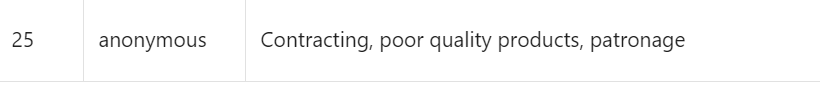 25 anonymous Contracting, poor quality products, patronage